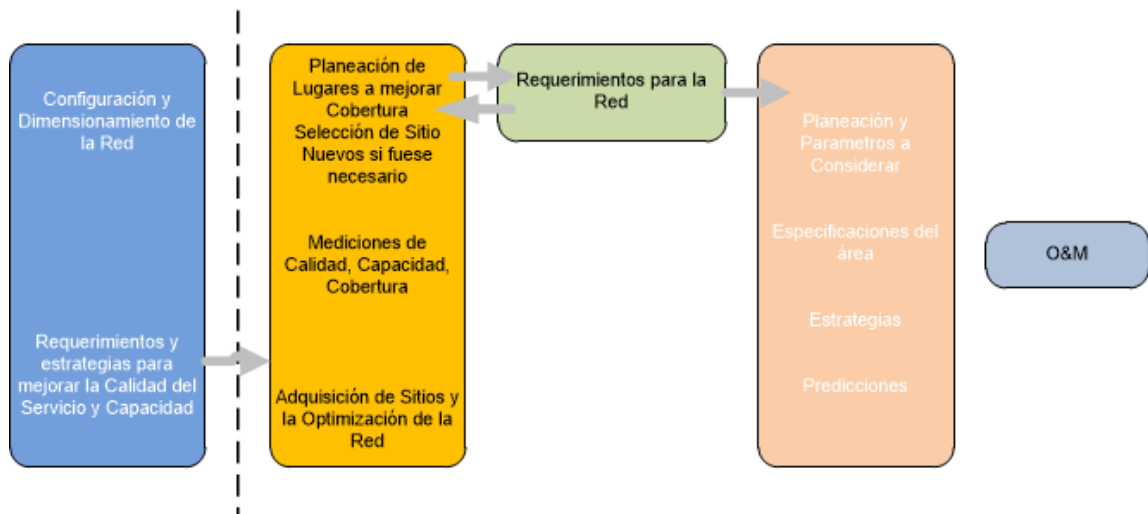 Configuración y
Dimensionamiento de
la Red
Requerimientos y
estrategias para
mejorar la Calidad del
Servicio y Capacidad
Planeación de
Lugares a mejorar
Cobertura
Selección de Sitio
Nuevos si fuese
necesario
Mediciones de
Calidad, Capacidad,
Cobertura
Adquisición de Sitios y
la Optimización de la
Red
Requerimientos para la
Red
Planeación y
Parametros a
Considerar
Especificaciones del
área
Estrategias
Predicciones
O&M